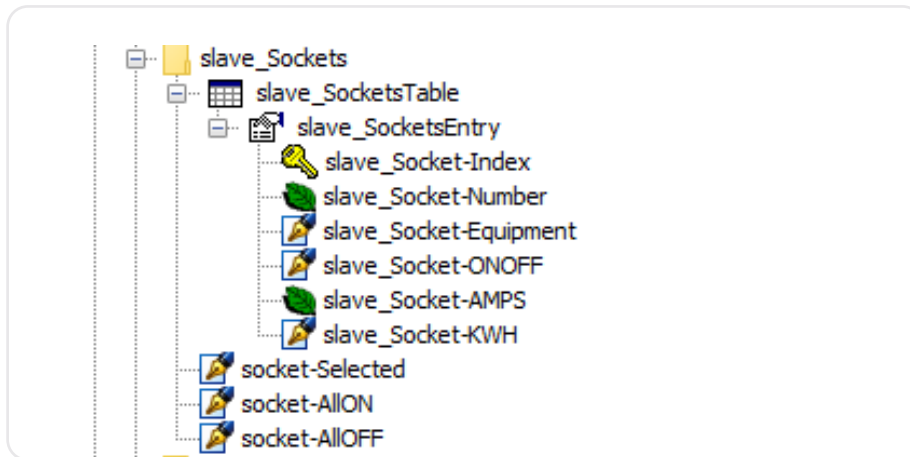 slave_Sockets
slave_SocketsTable
slave_SocketsEntry
slave_Socket-Index
slave_Socket-Number
slave_Socket-Equipment
slave_Socket-ONOFF
slave_Socket-AMPS
slave_Socket-KWH
socket-Selected
socket-AllON
socket-AllOFF